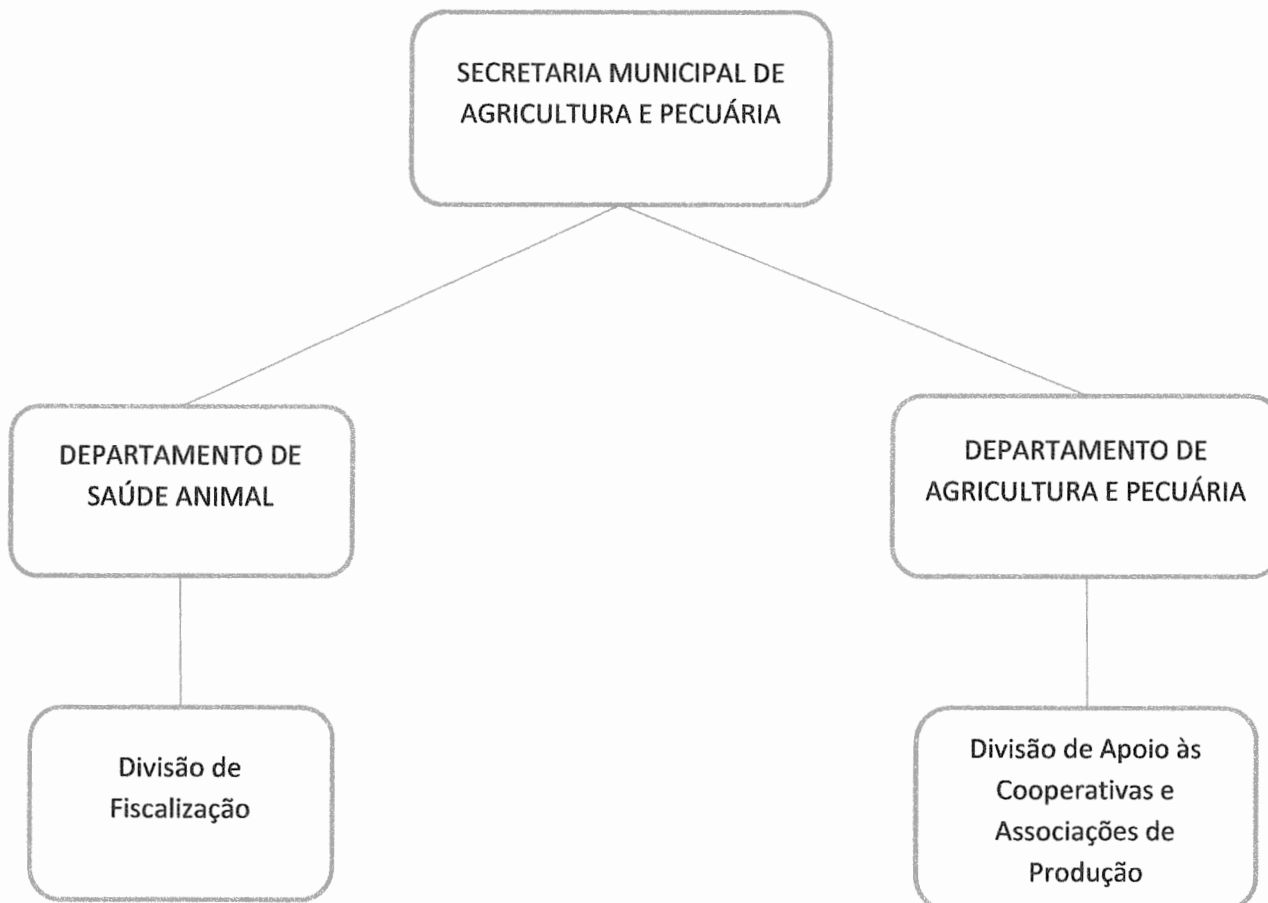 SECRETARIA MUNICIPAL DE
AGRICULTURA E PECUÁRIA
DEPARTAMENTO DE
SAÚDE ANIMAL
DEPARTAMENTO DE
AGRICULTURA E PECUÁRIA
Divisão de
Fiscalização
Divisão de Apoio às
Cooperativas e
Associações de
Produção